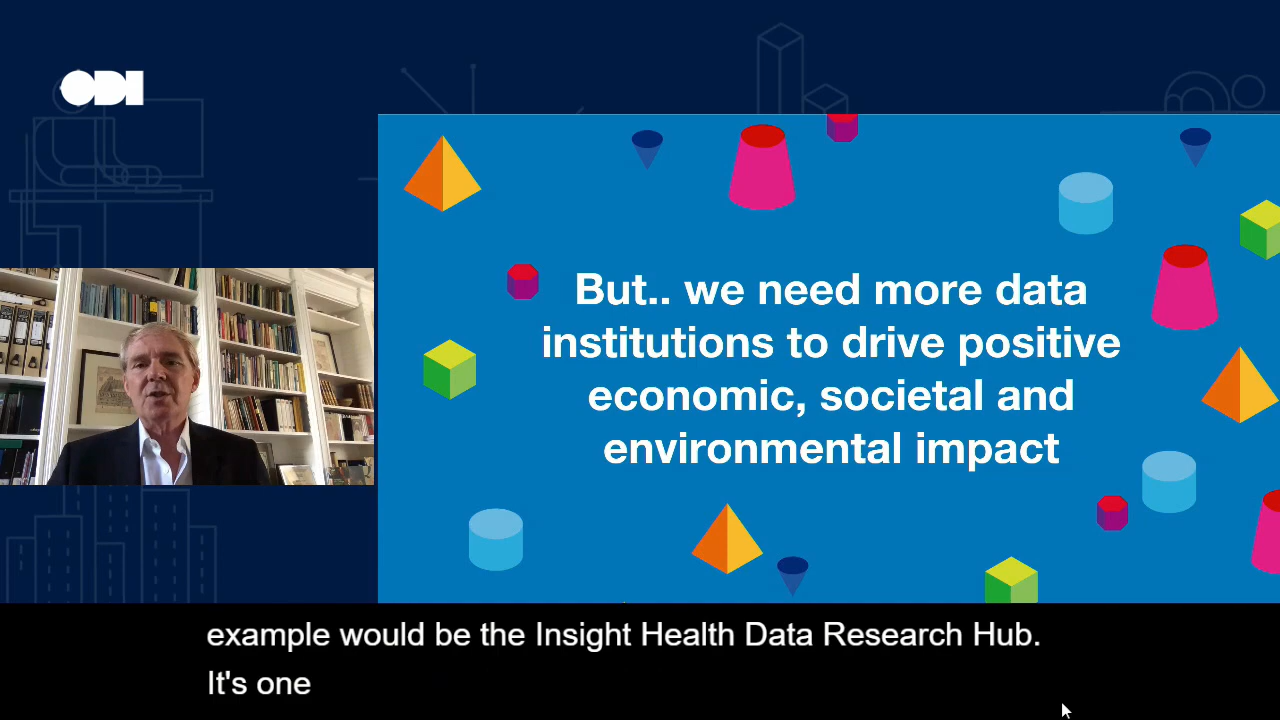 ODI
But.. we need more data
institutions to drive positive
economic, societal and
environmental impact
example would be the Insight Health Data Research Hub.
It's one